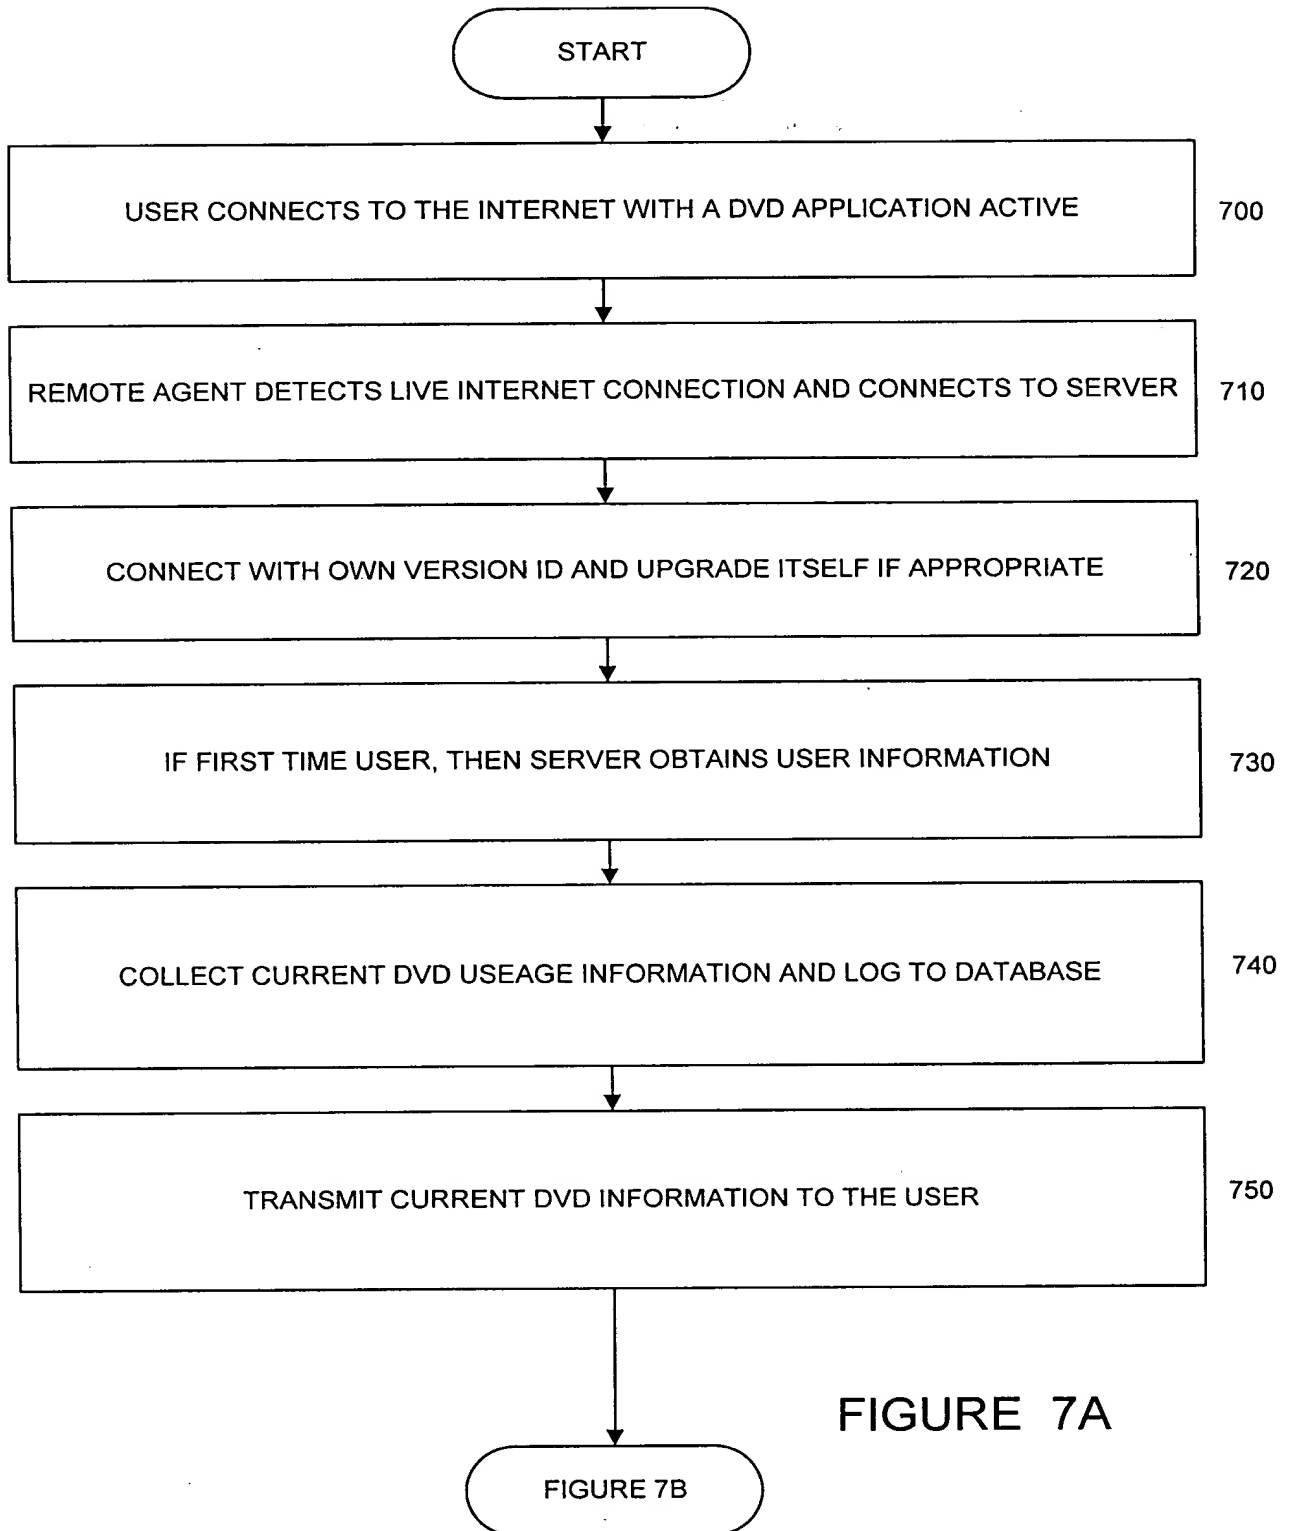 START
USER CONNECTS TO THE INTERNET WITH A DVD APPLICATION ACTIVE
700
REMOTE AGENT DETECTS LIVE INTERNET CONNECTION AND CONNECTS TO SERVER
710
CONNECT WITH OWN VERSION ID AND UPGRADE ITSELF IF APPROPRIATE
720
IF FIRST TIME USER, THEN SERVER OBTAINS USER INFORMATION
730
COLLECT CURRENT DVD USEAGE INFORMATION AND LOG TO DATABASE
740
TRANSMIT CURRENT DVD INFORMATION TO THE USER
750
FIGURE 7A
FIGURE 7B